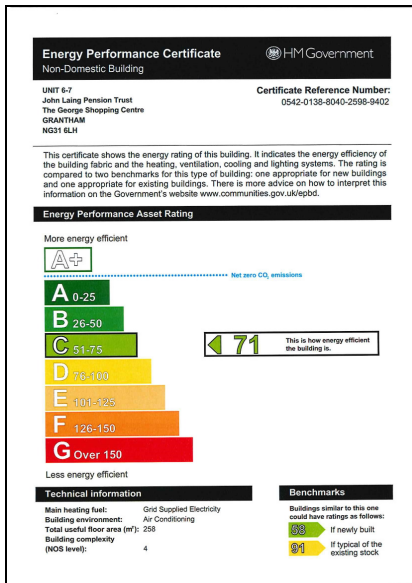 Energy Performance Certificate
HM Government
Non-Domestic Building
UNIT 6-7
John Laing Pension Trust
The George Shopping Centre
GRANTHAM
NG31 6LH
Certificate Reference Number:
0542-0138-8040-2598-9402
This certificate shows the energy rating of this building. It indicates the energy efficiency of
the building fabric and the heating, ventilation, cooling and lighting systems. The rating is
compared to two benchmarks for this type of building: one appropriate for new buildings
and one appropriate for existing buildings. There is more advice on how to interpret this
information on the Government's website www.communities.gov.uk/epbd.
Energy Performance Asset Rating
More energy efficient
A+
Net zero CO₂ emissions
A 0-25
B 26-50
C 51-75
71
This is how energy efficient
the building is.
D 76-100
E 101-125
F 126-150
G Over 150
Less energy efficient
Technical information
Main heating fuel: Grid Supplied Electricity
Building environment: Air Conditioning
Total useful floor area (m²): 258
Building complexity
(NOS level): 4
Benchmarks
Buildings similar to this one
could have ratings as follows:
58 If newly built
91 If typical of the
existing stock